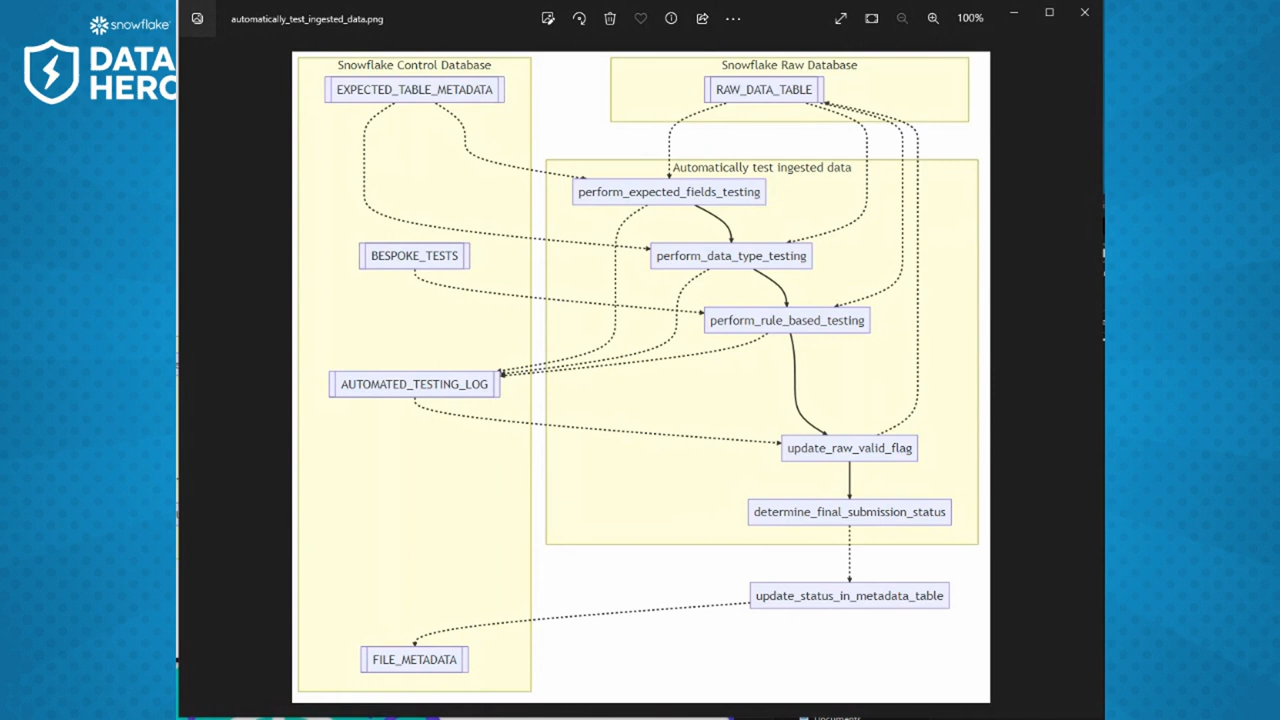 snowflake
DATA
HERO
automatically_test_ingested_data.png
100%
Snowflake Control Database
Snowflake Raw Database
EXPECTED_TABLE_METADATA
RAW_DATA_TABLE
Automatically test ingested data
perform_expected_fields_testing
BESPOKE_TESTS
perform_data_type_testing
perform_rule_based_testing
AUTOMATED_TESTING_LOG
update_raw_valid_flag
determine_final_submission_status
update_status_in_metadata_table
FILE_METADATA
Documents